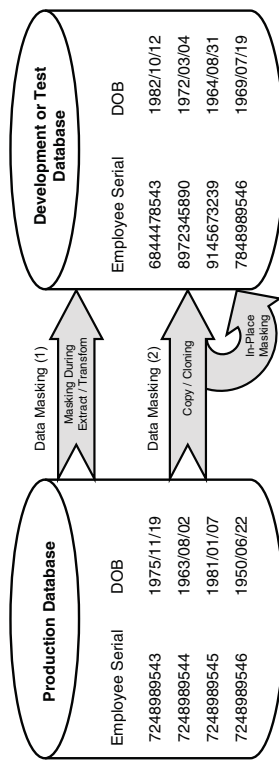 Production Database
Employee Serial DOB
7248989543 1975/11/19
7248989544 1963/08/02
7248989545 1981/01/07
7248989546 1950/06/22
Data Masking (1)
Masking During
Extract / Transfom
Data Masking (2)
Copy / Cloning
In-Place
Masking
Development or Test
Database
Employee Serial DOB
6844478543 1982/10/12
8972345890 1972/03/04
9145673239 1964/08/31
7848989546 1969/07/19